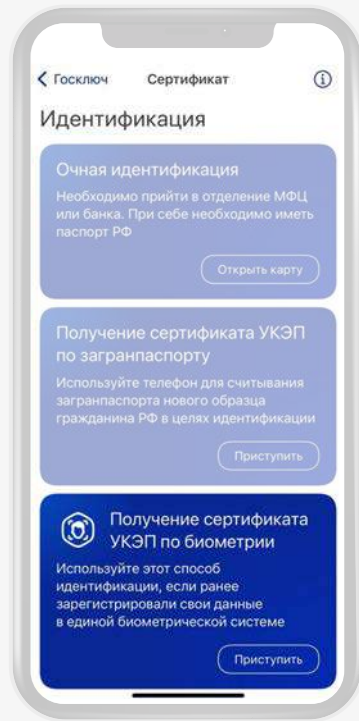 Госключ Сертификат
Идентификация
Очная идентификация
Необходимо прийти в отделение МФЦ
или банка. При себе необходимо иметь
паспорт РФ
Открыть карту
Получение сертификата УКЭП
по загранпаспорту
Используйте телефон для считывания
загранпаспорта нового образца
гражданина РФ в целях идентификации
Приступить
Получение сертификата
УКЭП по биометрии
Используйте этот способ
идентификации, если ранее
зарегистрировали свои данные
в единой биометрической системе
Приступить